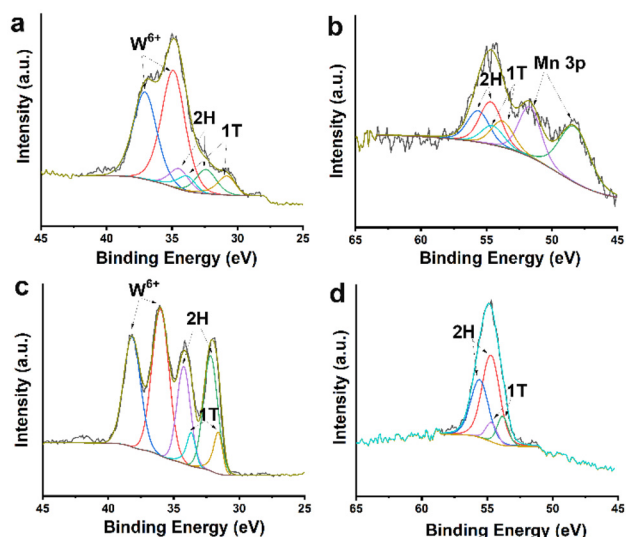 a
W6+
2H
1T
Intensity (a.u.)
45 40 35 30 25
Binding Energy (eV)
b
2H
1T
Mn 3p
Intensity (a.u.)
65 60 55 50 45
Binding Energy (eV)
c
W6+
2H
1T
Intensity (a.u.)
45 40 35 30 25
Binding Energy (eV)
d
2H
1T
Intensity (a.u.)
65 60 55 50 45
Binding Energy (eV)